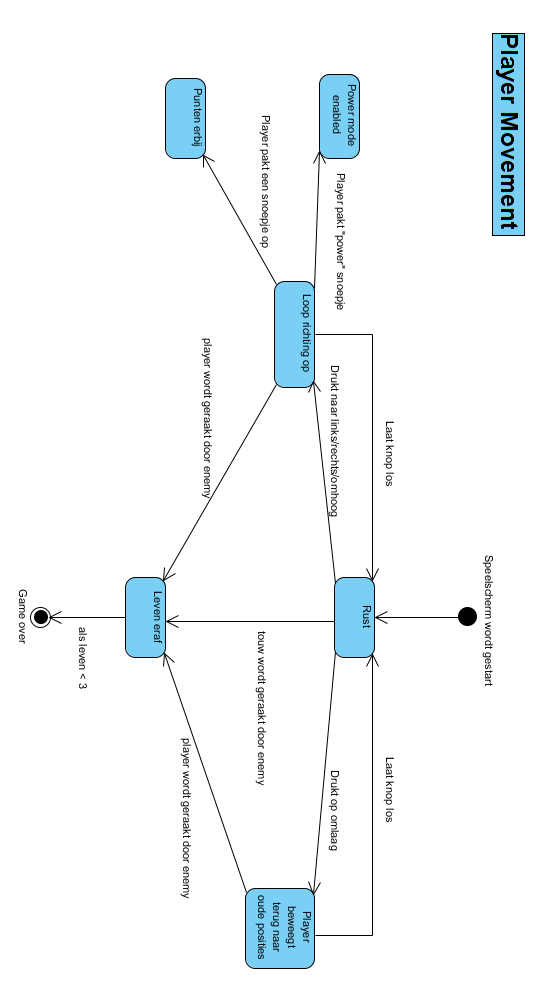 Player Movement
Speelscherm wordt gestart
Laat knop los
Laat knop los
Power mode
enabled
Player pakt "power" snoepje
Drukt naar links/rechts/omhoog
Rust
Drukt op omlaag
Loop richting op
Player
beweegt
terug naar
oude posities
Player pakt een snoepje op
touw wordt geraakt door enemy
Punten erbij
player wordt geraakt door enemy
player wordt geraakt door enemy
Leven eraf
als leven < 3
Game over